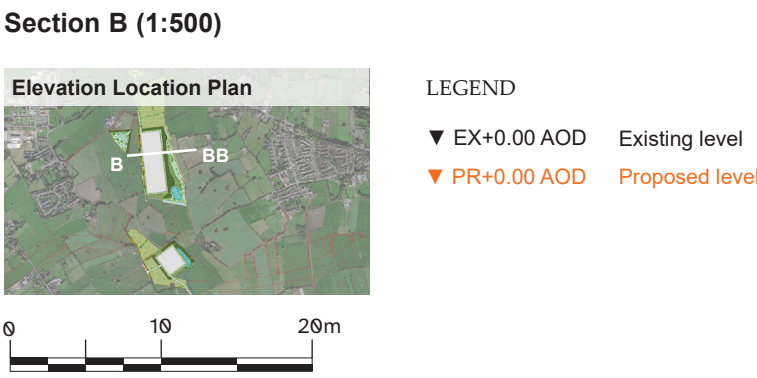 Section B (1:500)
Elevation Location Plan
B
BB
LEGEND
▼ EX+0.00 AOD Existing level
▼ PR+0.00 AOD Proposed level
0 10 20m